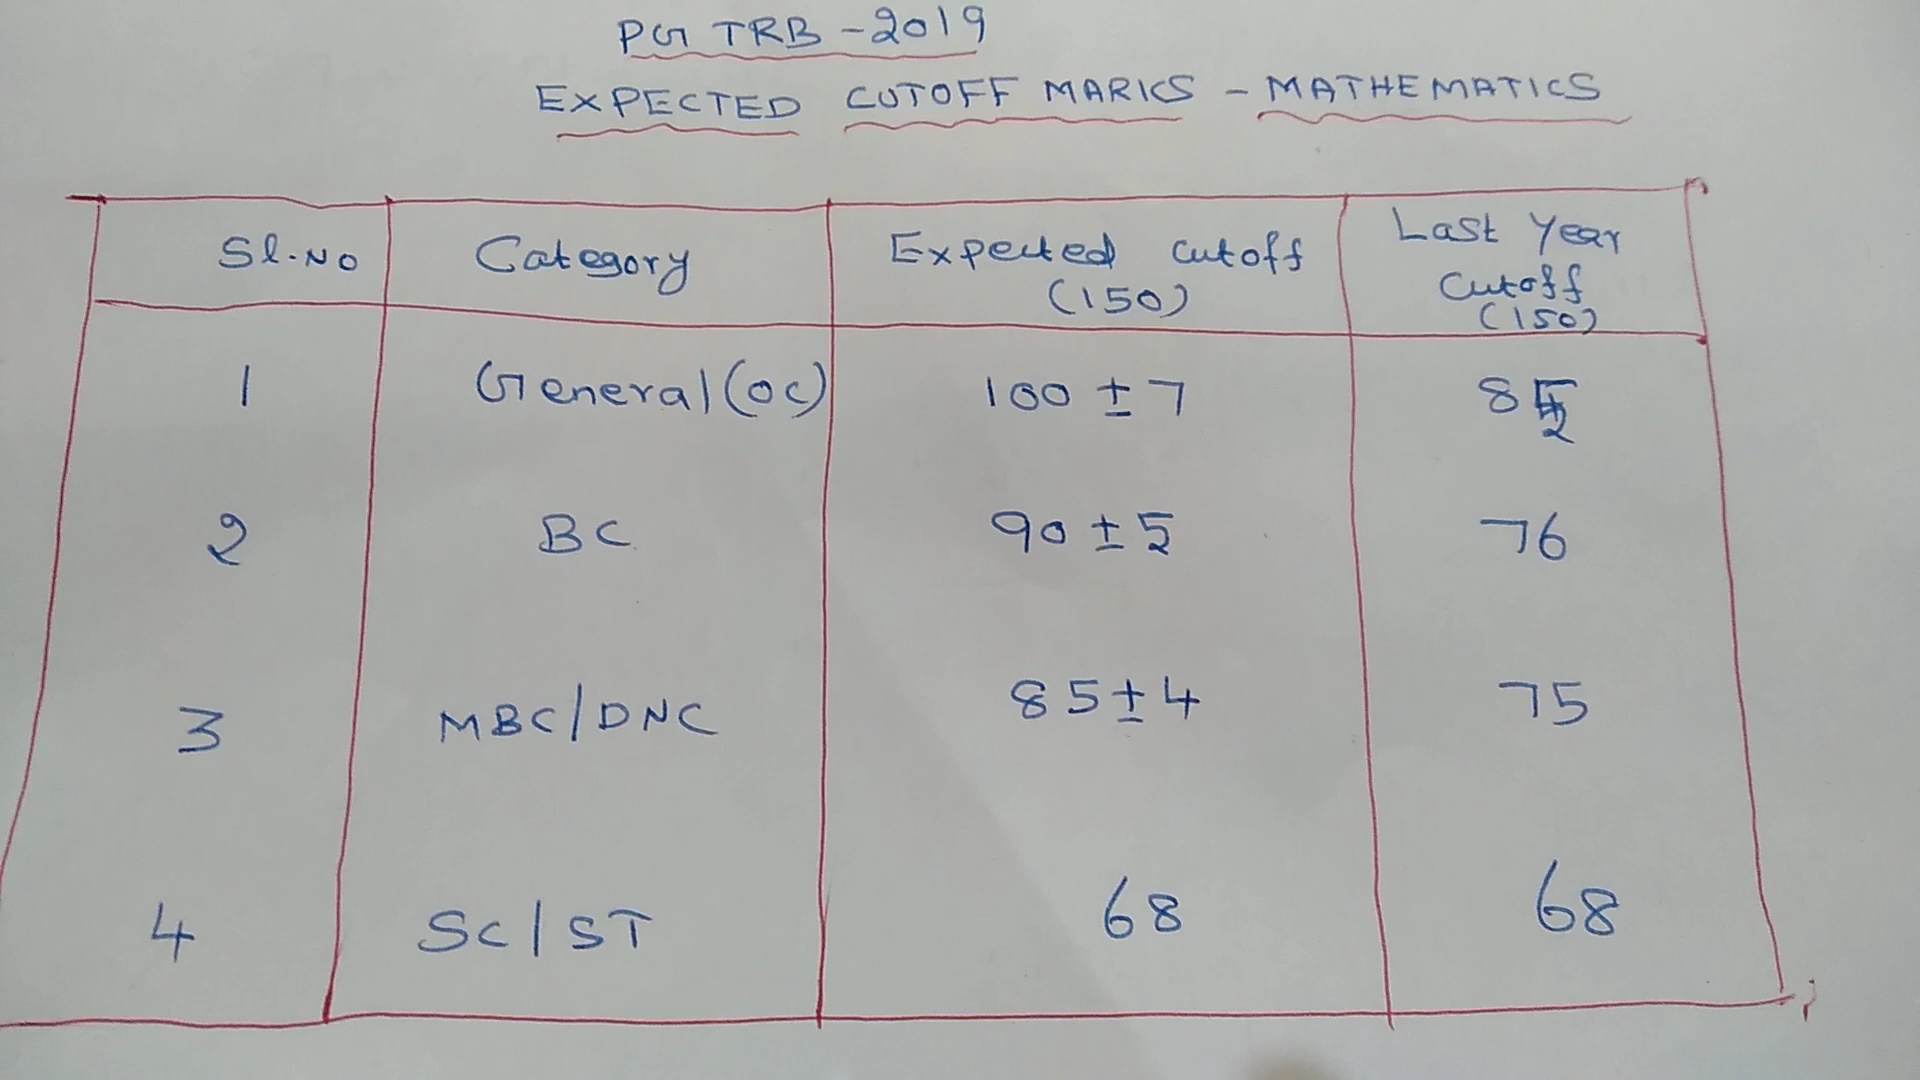 PG TRB - 2019
EXPECTED CUTOFF MARKS - MATHEMATICS
Sl.No Category Expected cutoff (150) Last Year Cutoff (150)
1 General (OC) 100 ± 7
2 BC 90 ± 5 76
3 MBC/DNC 85 ± 4 75
4 SC/ST 68 68